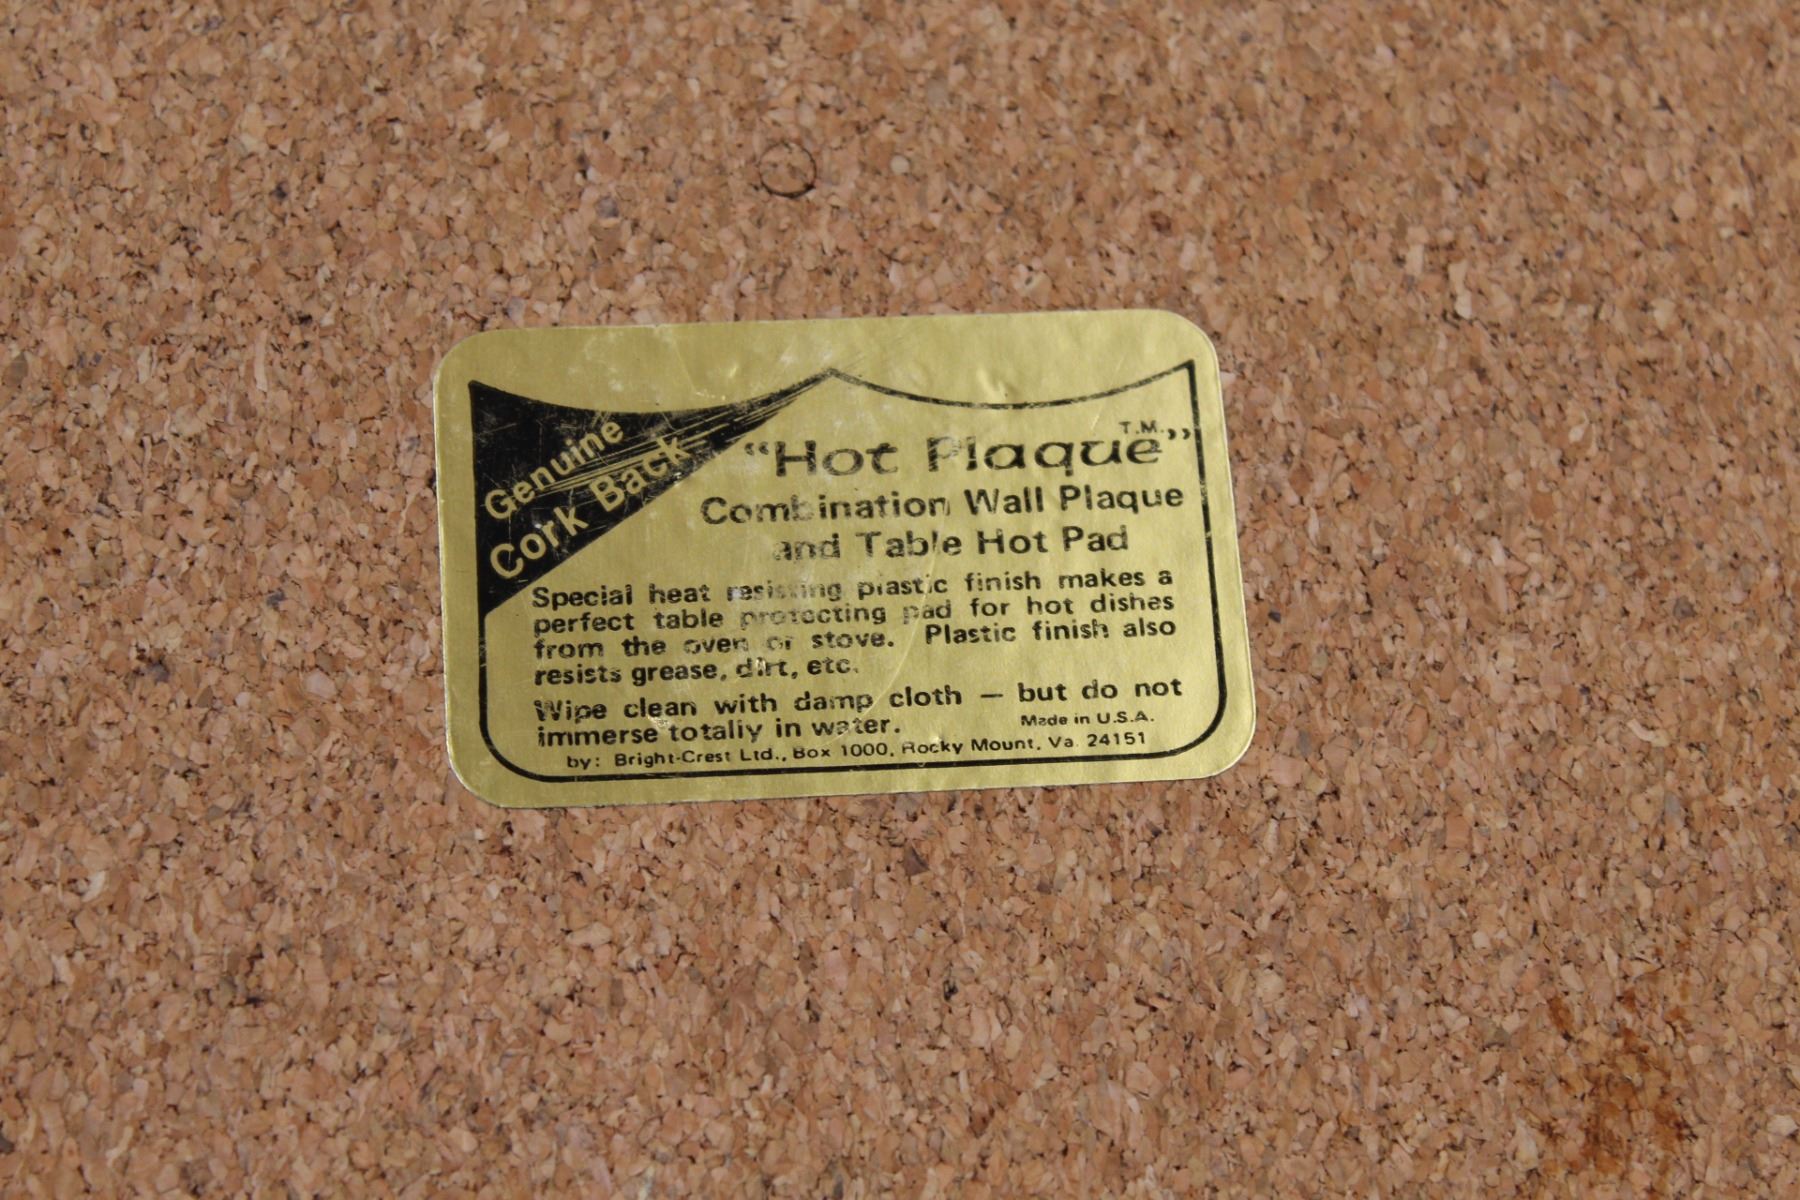 Genuine
Cork Back
T.M.
"Hot Plaque"
Combination Wall Plaque
and Table Hot Pad
Special heat resisting plastic finish makes a
perfect table protecting pad for hot dishes
from the oven or stove. Plastic finish also
resists grease, dirt, etc.
Wipe clean with damp cloth — but do not
immerse totally in water.
Made in U.S.A.
by: Bright-Crest Ltd., Box 1000, Rocky Mount, Va. 24151